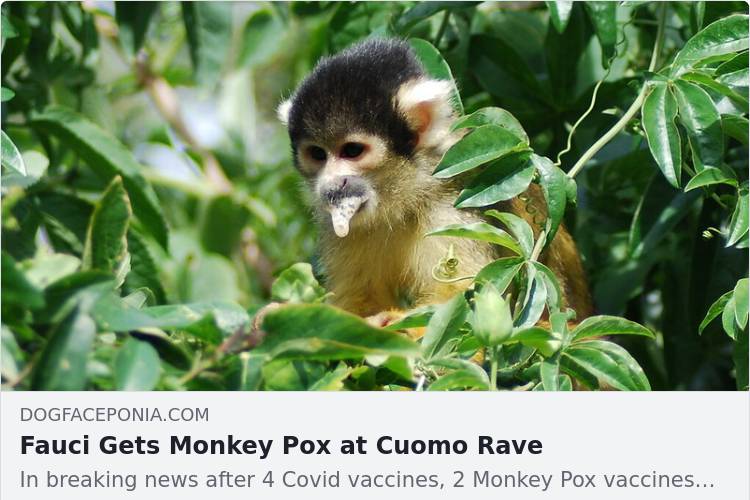 DOGFACEPONIA.COM
Fauci Gets Monkey Pox at Cuomo Rave
In breaking news after 4 Covid vaccines, 2 Monkey Pox vaccines...